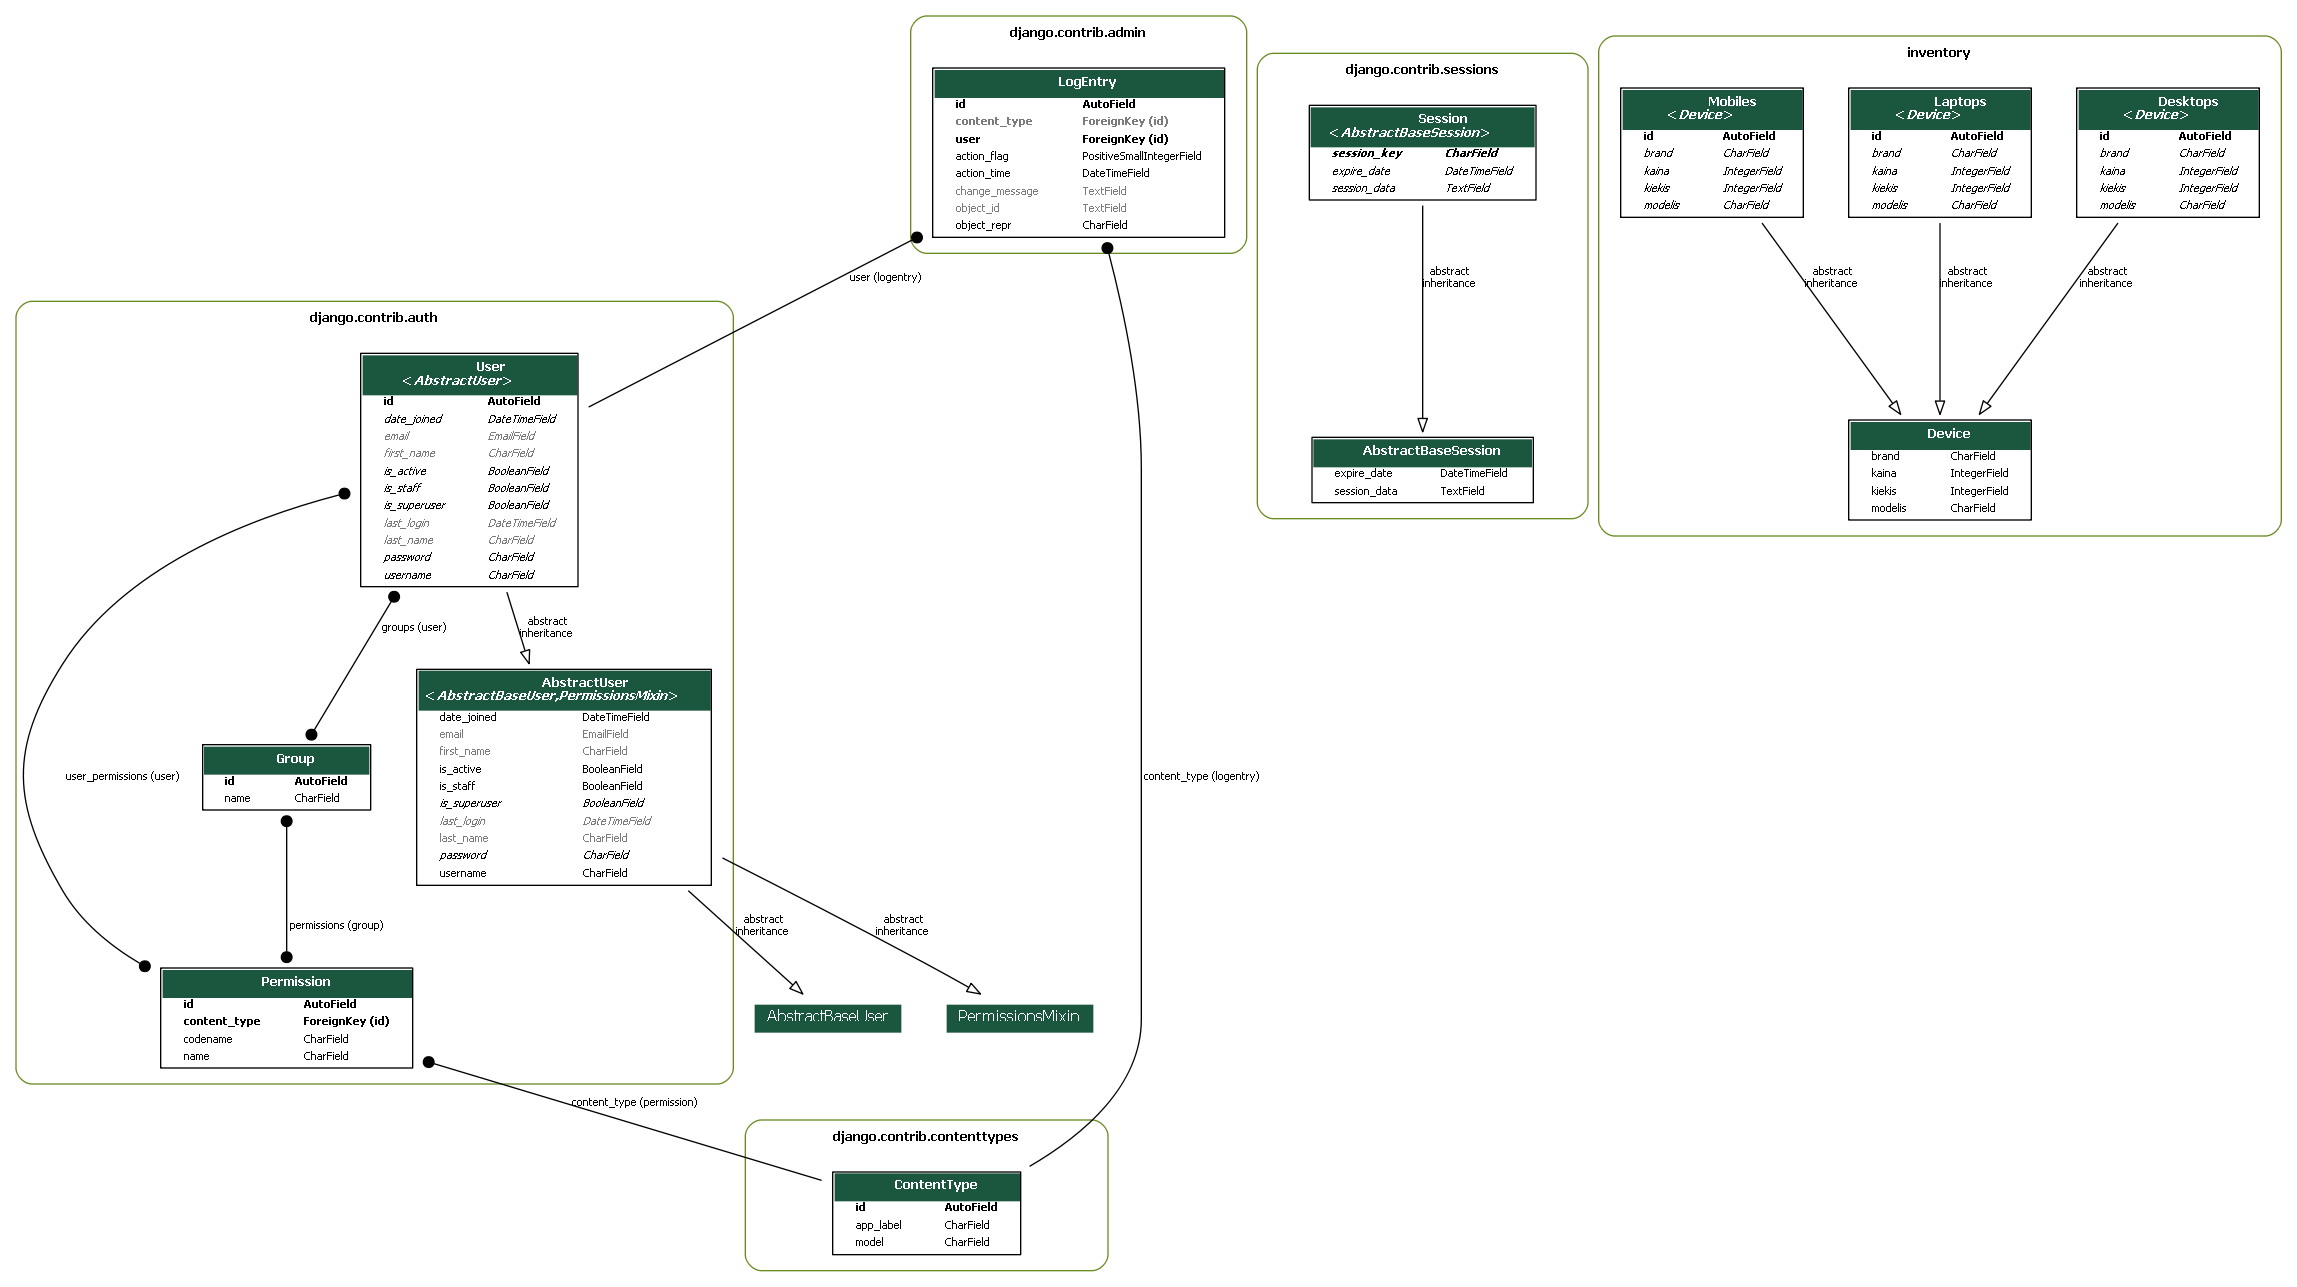 django.contrib.admin
LogEntry
id AutoField
content_type ForeignKey (id)
user ForeignKey (id)
action_flag PositiveSmallIntegerField
action_time DateTimeField
change_message TextField
object_id TextField
object_repr CharField
django.contrib.sessions
Session
<AbstractBaseSession>
session_key CharField
expire_date DateTimeField
session_data TextField
abstract
inheritance
AbstractBaseSession
expire_date DateTimeField
session_data TextField
inventory
Mobiles
<Device>
id AutoField
brand CharField
kaina IntegerField
kiekis IntegerField
modelis CharField
Laptops
<Device>
id AutoField
brand CharField
kaina IntegerField
kiekis IntegerField
modelis CharField
Desktops
<Device>
id AutoField
brand CharField
kaina IntegerField
kiekis IntegerField
modelis CharField
abstract
inheritance
abstract
inheritance
abstract
inheritance
Device
brand CharField
kaina IntegerField
kiekis IntegerField
modelis CharField
user (logentry)
django.contrib.auth
User
<AbstractUser>
id AutoField
date_joined DateTimeField
email EmailField
first_name CharField
is_active BooleanField
is_staff BooleanField
is_superuser BooleanField
last_login DateTimeField
last_name CharField
password CharField
username CharField
groups (user)
abstract
inheritance
AbstractUser
<AbstractBaseUser,PermissionsMixin>
date_joined DateTimeField
email EmailField
first_name CharField
is_active BooleanField
is_staff BooleanField
is_superuser BooleanField
last_login DateTimeField
last_name CharField
password CharField
username CharField
Group
id AutoField
name CharField
user_permissions (user)
content_type (logentry)
permissions (group)
abstract
inheritance
abstract
inheritance
Permission
id AutoField
content_type ForeignKey (id)
codename CharField
name CharField
AbstractBaseUser
PermissionsMixin
content_type (permission)
django.contrib.contenttypes
ContentType
id AutoField
app_label CharField
model CharField